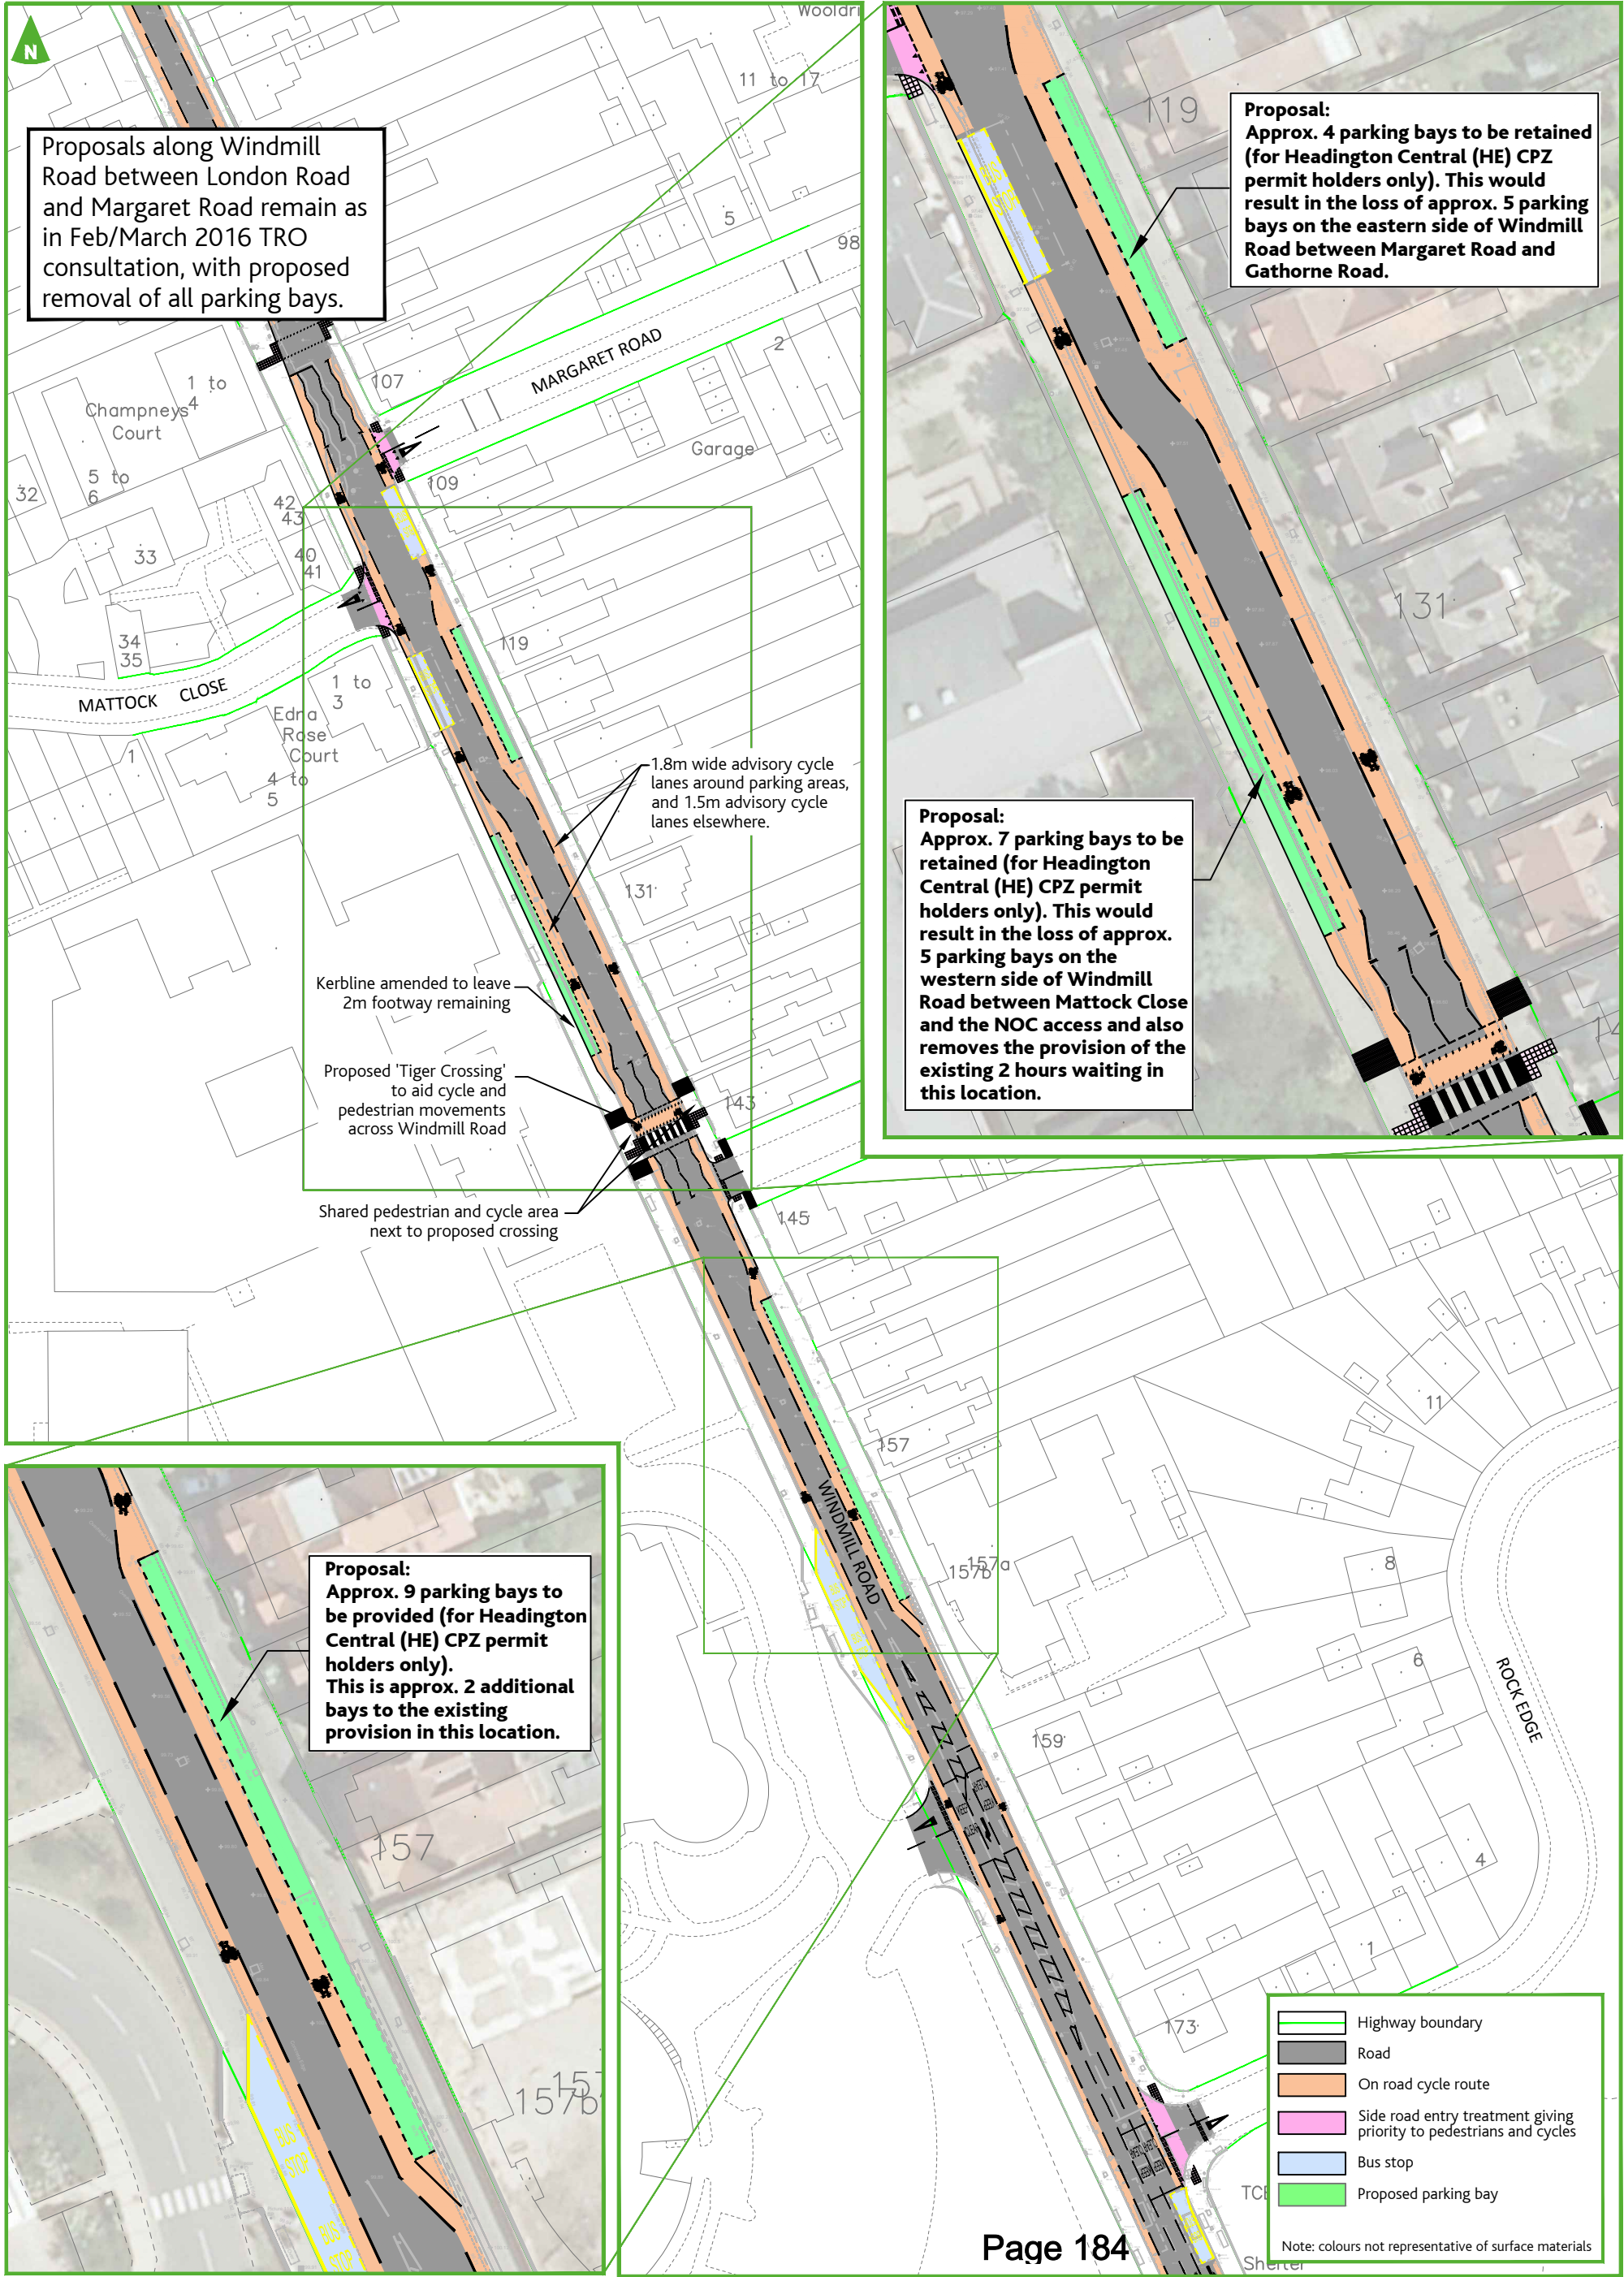 N
Wooldri
11 to 17
Proposals along Windmill
Road between London Road
and Margaret Road remain as
in Feb/March 2016 TRO
consultation, with proposed
removal of all parking bays.
5
98
MARGARET ROAD
2
107
1 to
4
Champneys
Court
5 to
6
32
Garage
109
42
43
33
40
41
34
35
119
MATTOCK CLOSE
1 to
3
Edna
Rose
Court
4 to
5
1
1.8m wide advisory cycle
lanes around parking areas,
and 1.5m advisory cycle
lanes elsewhere.
131
Kerbline amended to leave
2m footway remaining
Proposed 'Tiger Crossing'
to aid cycle and
pedestrian movements
across Windmill Road
143
Shared pedestrian and cycle area
next to proposed crossing
145
119
Proposal:
Approx. 4 parking bays to be retained
(for Headington Central (HE) CPZ
permit holders only). This would
result in the loss of approx. 5 parking
bays on the eastern side of Windmill
Road between Margaret Road and
Gathorne Road.
131
Proposal:
Approx. 7 parking bays to be
retained (for Headington
Central (HE) CPZ permit
holders only). This would
result in the loss of approx.
5 parking bays on the
western side of Windmill
Road between Mattock Close
and the NOC access and also
removes the provision of the
existing 2 hours waiting in
this location.
14
11
157
WINDMILL ROAD
157b
157a
8
6
ROCK EDGE
159
4
1
173
Proposal:
Approx. 9 parking bays to
be provided (for Headington
Central (HE) CPZ permit
holders only).
This is approx. 2 additional
bays to the existing
provision in this location.
157
157b
157
BUS
STOP
BUS
STOP
KEEP
CLEAR
TCB
Shelter
Highway boundary
Road
On road cycle route
Side road entry treatment giving
priority to pedestrians and cycles
Bus stop
Proposed parking bay
Note: colours not representative of surface materials
Page 184